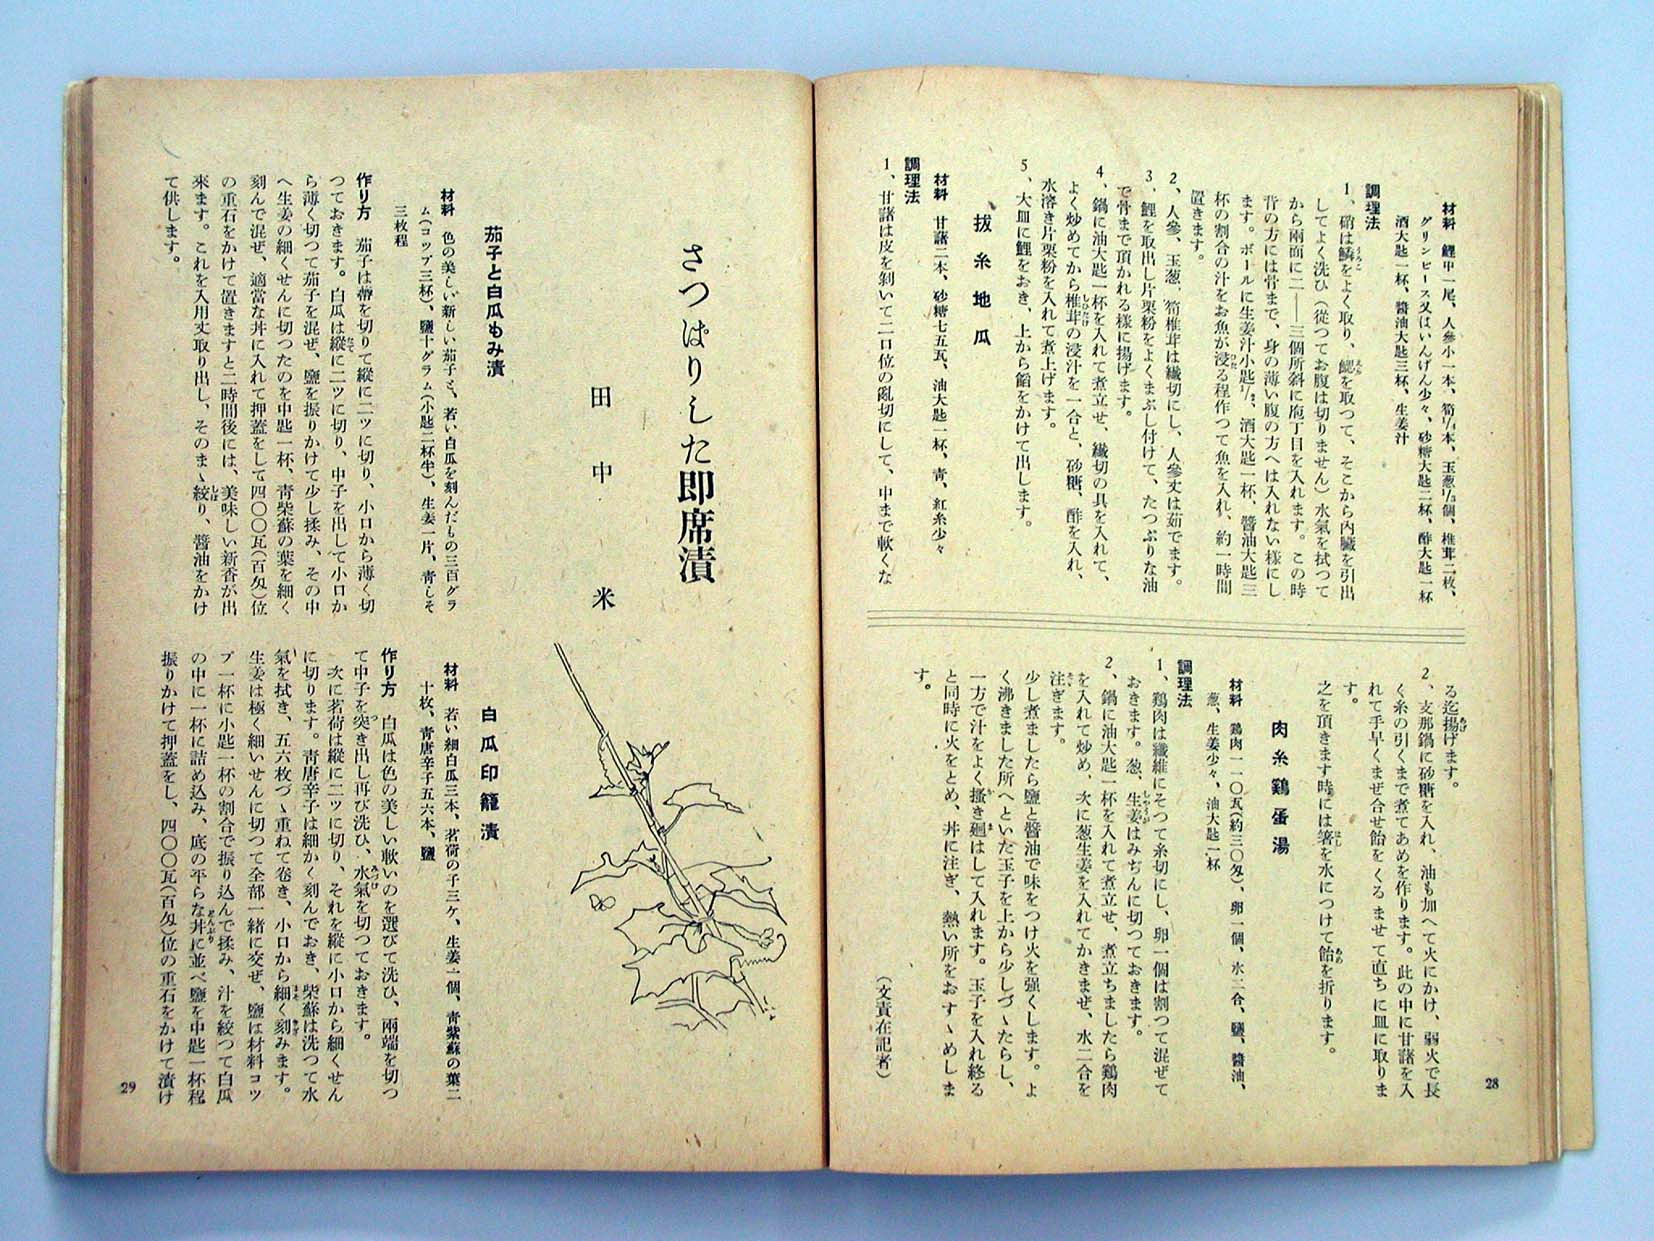 材料 鯉中一尾、人參小一本、筍¼本、玉葱½個、椎茸二枚、
グリンピース又はいんげん少々、砂糖大匙二杯、酢大匙一杯
酒大匙一杯、醬油大匙三杯、生姜汁
調理法
1、硝は鱗をよく取り、鰓を取つて、そこから內臟を引出
してよく洗ひ（從つてお腹は切りません）水氣を拭つて
から兩面に二――三個所斜に庖丁目を入れます。この時
背の方には骨まで、身の薄い腹の方へは入れない樣にし
ます。ボールに生姜汁小匙½、酒大匙一杯、醬油大匙三
杯の割合の汁をお魚が浸る程作つて魚を入れ、約一時間
置きます。
2、人參、玉葱、筍椎茸は纎切にし、人參丈は茹でます。
3、鯉を取出し片栗粉をよくまぶし付けて、たつぷりな油
で骨まで頂かれる樣に揚げます。
4、鍋に油大匙一杯を入れて煮立せ、纎切の具を入れて、
よく炒めてから椎茸の浸汁を一合と、砂糖、酢を入れ、
水溶き片栗粉を入れて煮上げます。
5、大皿に鯉をおき、上から餡をかけて出します。
拔糸地瓜
材料 甘諸二本、砂糖七五瓦、油大匙一杯、靑、紅糸少々
調理法
1、甘諸は皮を剝いて二口位の亂切にして、中まで軟くな
る迄揚げます。
2、支那鍋に砂糖を入れ、油も加へて火にかけ、弱火で長
く糸の引くまで煮てあめを作ります。此の中に甘諸を入
れて手早くまぜ合せ飴をくるませて直ちに皿に取りま
す。
之を頂きます時には箸を水につけて飴を折ります。
肉糸鷄蛋湯
材料 鷄肉一一〇瓦（約三〇匁）、卵一個、水二合、鹽、醬油、
葱、生姜少々、油大匙一杯
調理法
1、鷄肉は纎維にそつて糸切にし、卵一個は割つて混ぜて
おきます。葱、生姜はみぢんに切つておきます。
2、鍋に油大匙一杯を入れて煮立せ、煮立ちましたら鷄肉
を入れて炒め、次に葱生姜を入れてかきまぜ、水二合を
注ぎます。
少し煮ましたら鹽と醬油で味をつけ火を强くします。よ
く沸きました所へといた玉子を上から少しづゝたらし、
一方で汁をよく搔き廻はして入れます。玉子を入れ終る
と同時に火をとめ、丼に注ぎ、熱い所をおすゝめしま
す。
（文責在記者）
28
さつぱりした卽席漬
田中米
茄子と白瓜もみ漬
材料 色の美しい新しい茄子と、若い白瓜を刻んだもの三百グラ
ム（コツプ三杯）、鹽十グラム（小匙二杯半）、生姜一片、靑しそ
三枚程
作り方 茄子は蔕を切りて縱に二ツに切り、小口から薄く切
つておきます。白瓜は縱に二ツに切り、中子を出して小口か
ら薄く切つて茄子を混ぜ、鹽を振りかけて少し揉み、その中
へ生姜の細くせんに切つたのを中匙一杯、靑柴蘇の葉を細く
刻んで混ぜ、適當な丼に入れて押蓋をして四〇〇瓦（百匁）位
の重石をかけて置きますと二時間後には、美味しい新香が出
來ます。これを入用丈取り出し、そのまゝ絞り、醬油をかけ
て供します。
白瓜印籠漬
材料 若い細白瓜三本、茗荷の子三ケ、生姜一個、靑紫蘇の葉二
十枚、靑唐辛子五六本、鹽
作り方 白瓜は色の美しい軟いのを選びて洗ひ、兩端を切つ
て中子を突き出し再び洗ひ、水氣を切つておきます。
次に茗荷は縱に二ツに切り、それを縱に小口から細くせん
に切ります。靑唐辛子は細かく刻んでおき、柴蘇は洗つて水
氣を拭き、五六枚づゝ重ねて卷き、小口から細く刻みます。
生姜は極く細いせんに切つて全部一緖に交ぜ、鹽は材料コツ
プ一杯に小匙一杯の割合で振り込んで揉み、汁を絞つて白瓜
の中に一杯に詰め込み、底の平らな丼に並べ鹽を中匙一杯程
振りかけて押蓋をし、四〇〇瓦（百匁）位の重石をかけて漬け
29